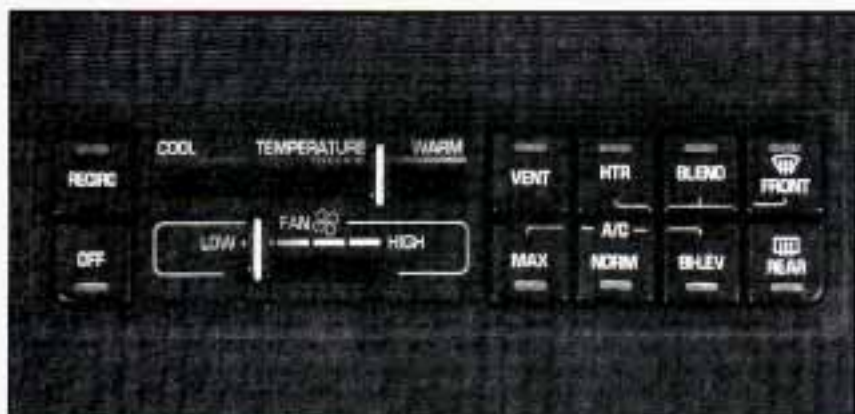 COOL TEMPERATURE WARM
RECIRC
VENT HTR BLEND FRONT
FAN
LOW HIGH
A/C
OFF
MAX NORM BI-LEV REAR